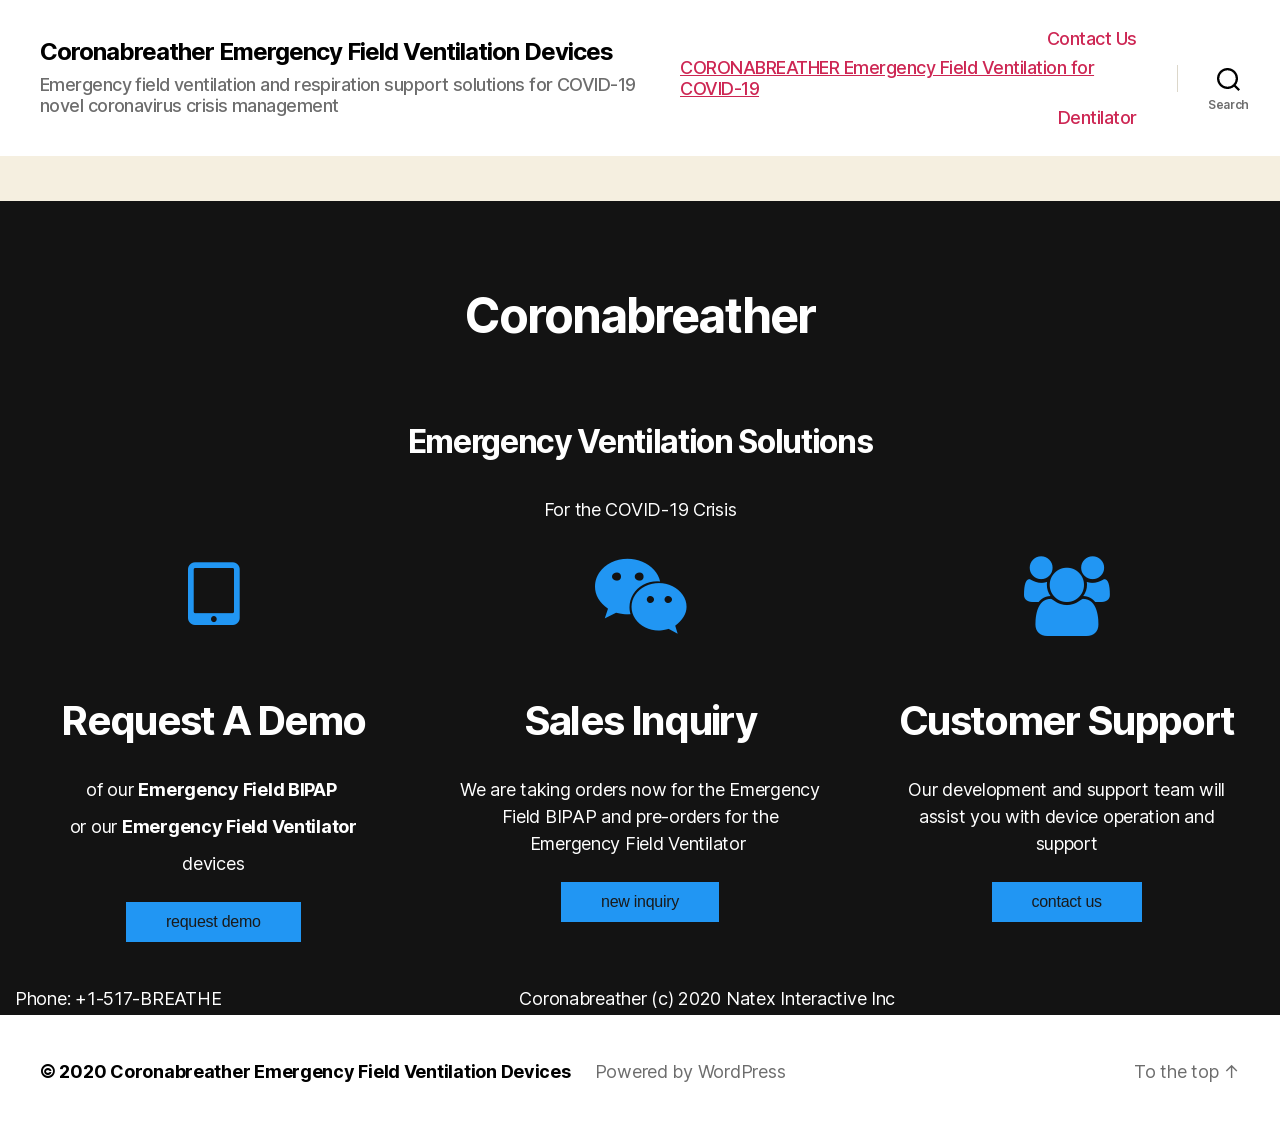 Coronabreather Emergency Field Ventilation Devices
Emergency field ventilation and respiration support solutions for COVID-19
novel coronavirus crisis management
Contact Us
CORONABREATHER Emergency Field Ventilation for
COVID-19
Dentilator
Search
Coronabreather
Emergency Ventilation Solutions
For the COVID-19 Crisis
Request A Demo
of our Emergency Field BIPAP
or our Emergency Field Ventilator
devices
request demo
Sales Inquiry
We are taking orders now for the Emergency
Field BIPAP and pre-orders for the
Emergency Field Ventilator
new inquiry
Customer Support
Our development and support team will
assist you with device operation and
support
contact us
Phone: +1-517-BREATHE
Coronabreather (c) 2020 Natex Interactive Inc
© 2020 Coronabreather Emergency Field Ventilation Devices
Powered by WordPress
To the top ↑